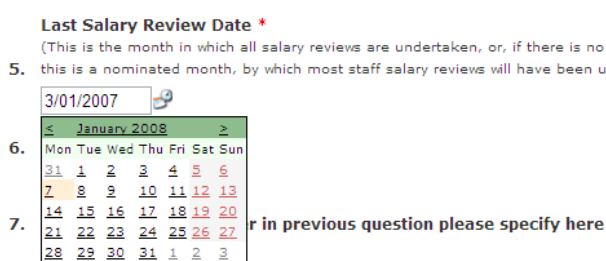 Last Salary Review Date *
(This is the month in which all salary reviews are undertaken, or, if there is no
5. this is a nominated month, by which most staff salary reviews will have been u
3/01/2007
< January 2008 >
6. Mon Tue Wed Thu Fri Sat Sun
31 1 2 3 4 5 6
7 8 9 10 11 12 13
14 15 16 17 18 19 20
7. r in previous question please specify here
21 22 23 24 25 26 27
28 29 30 31 1 2 3